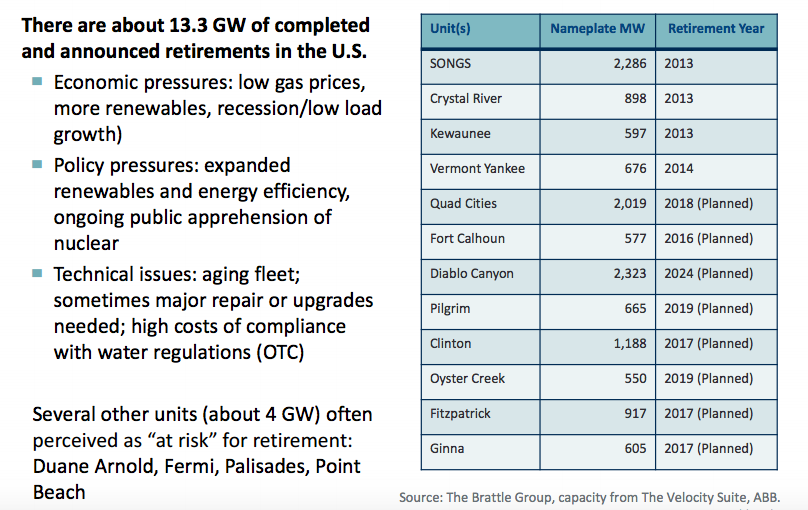 There are about 13.3 GW of completed
and announced retirements in the U.S.
Economic pressures: low gas prices,
more renewables, recession/low load
growth)
Policy pressures: expanded
renewables and energy efficiency,
ongoing public apprehension of
nuclear
Technical issues: aging fleet;
sometimes major repair or upgrades
needed; high costs of compliance
with water regulations (OTC)
Several other units (about 4 GW) often
perceived as “at risk” for retirement:
Duane Arnold, Fermi, Palisades, Point
Beach
Unit(s) Nameplate MW Retirement Year
SONGS 2,286 2013
Crystal River 898 2013
Kewaunee 597 2013
Vermont Yankee 676 2014
Quad Cities 2,019 2018 (Planned)
Fort Calhoun 577 2016 (Planned)
Diablo Canyon 2,323 2024 (Planned)
Pilgrim 665 2019 (Planned)
Clinton 1,188 2017 (Planned)
Oyster Creek 550 2019 (Planned)
Fitzpatrick 917 2017 (Planned)
Ginna 605 2017 (Planned)
Source: The Brattle Group, capacity from The Velocity Suite, ABB.